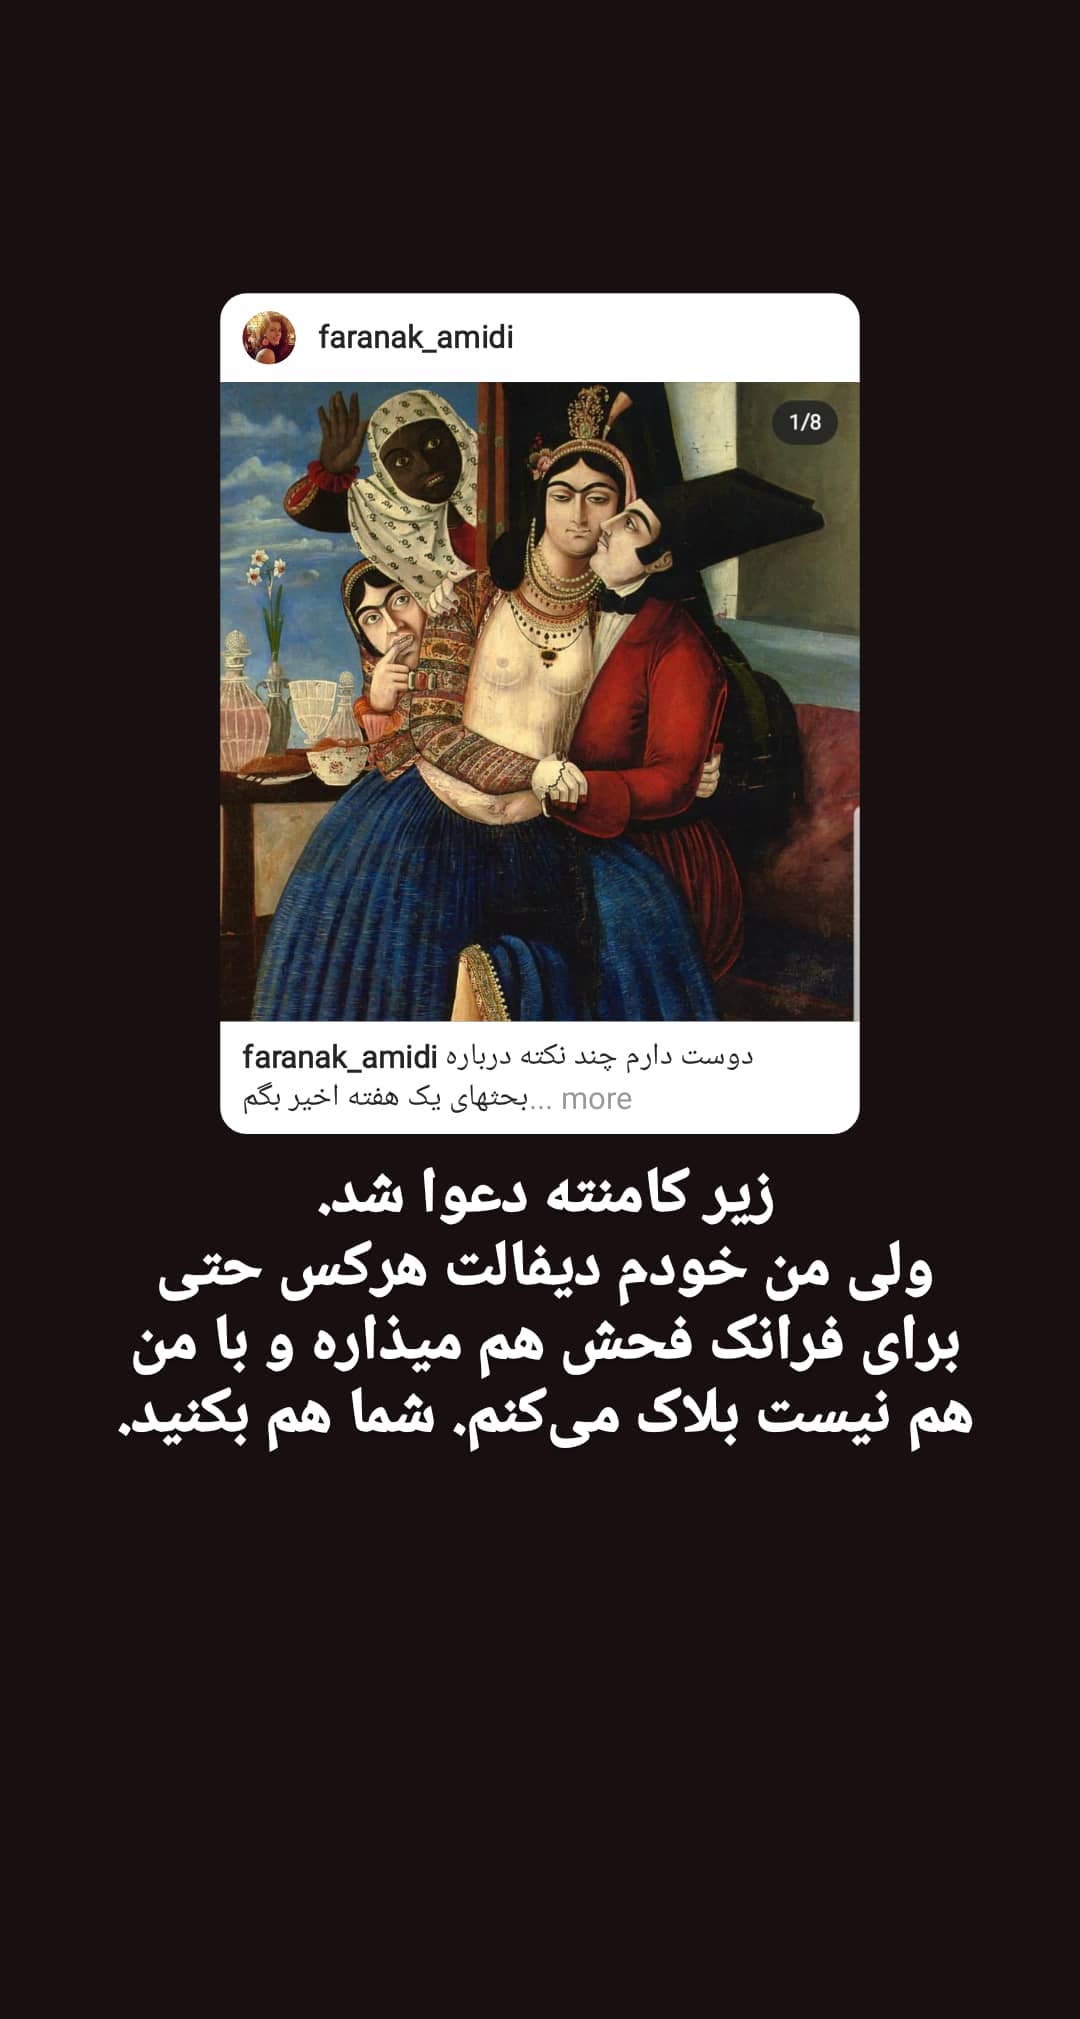 faranak_amidi
1/8
faranak_amidi دوست دارم چند نکته درباره
بحثهای یک هفته اخیر بگم... more
زیر کامنته دعوا شد.
ولی من خودم دیفالت هرکس حتی
برای فرانک فحش هم میذاره و با من
هم نیست بلاک می‌کنم. شما هم بکنید.